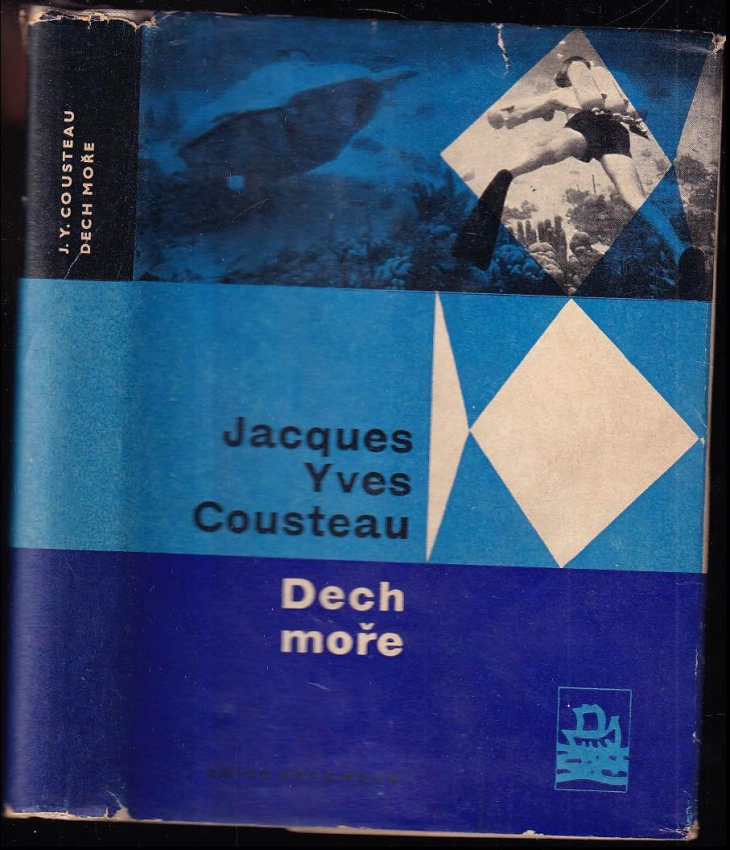 J. Y. COUSTEAU
DECH MOŘE
Jacques
Yves
Cousteau
Dech
moře